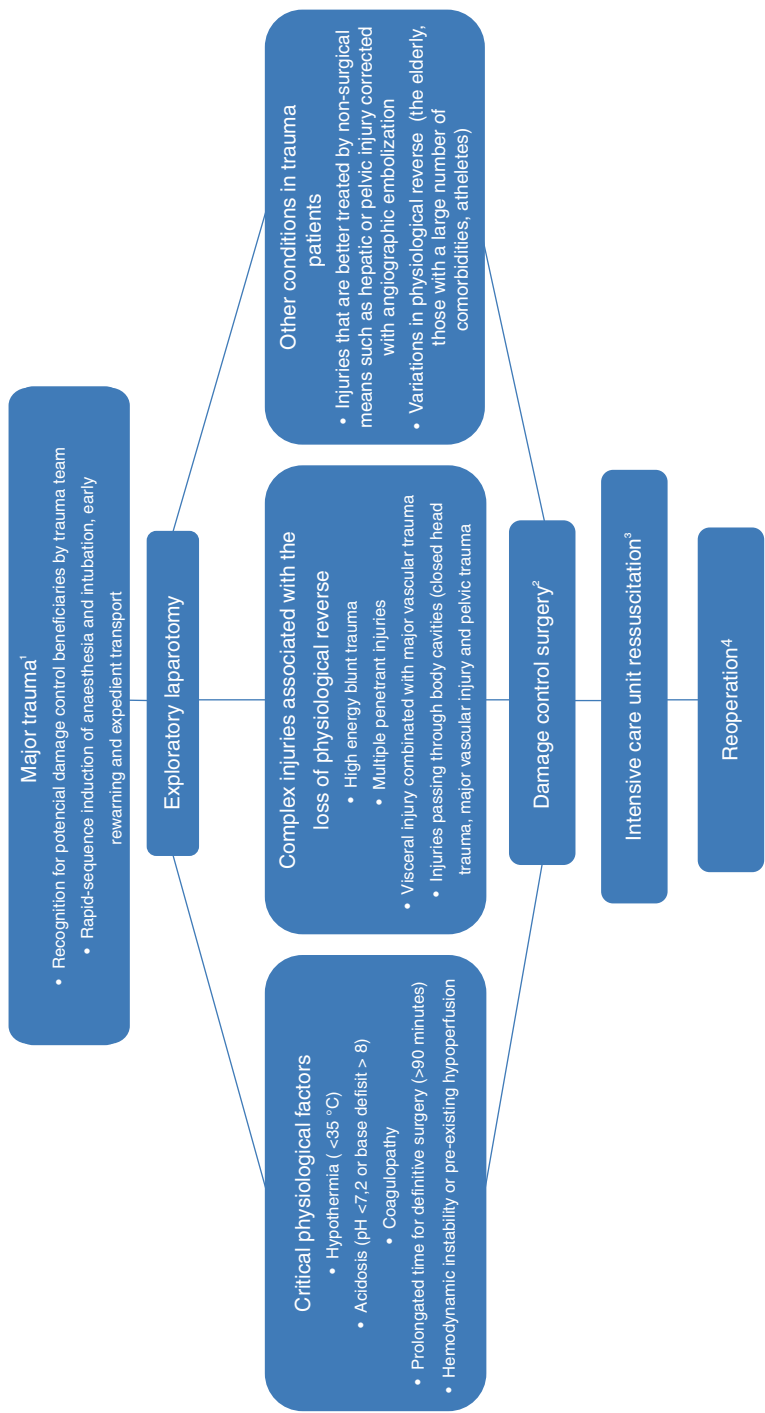 Major trauma¹
• Recognition for potencial damage control beneficiaries by trauma team
• Rapid-sequence induction of anaesthesia and intubation, early
rewarning and expedient transport
Exploratory laparotomy
Critical physiological factors
• Hypothermia ( <35 °C)
• Acidosis (pH <7,2 or base defisit > 8)
• Coagulopathy
• Prolongated time for definitive surgery (>90 minutes)
• Hemodynamic instability or pre-existing hypoperfusion
Complex injuries associated with the
loss of physiological reverse
• High energy blunt trauma
• Multiple penetrant injuries
• Visceral injury combined with major vascular trauma
• Injuries passing through body cavities (closed head
trauma, major vascular injury and pelvic trauma
Other conditions in trauma
patients
• Injuries that are better treated by non-surgical
means such as hepatic or pelvic injury corrected
with angiographic embolization
• Variations in physiological reverse (the elderly,
those with a large number of
comorbidities, atheletes)
Damage control surgery²
Intensive care unit ressuscitation³
Reoperation⁴